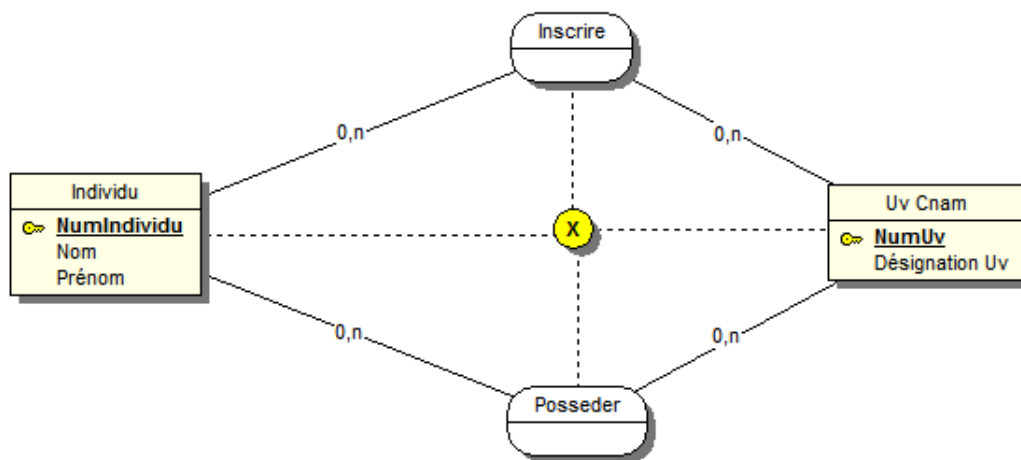 Inscrire
0,n
0,n
Individu
NumIndividu
Nom
Prénom
X
Uv Cnam
NumUv
Désignation Uv
0,n
0,n
Posseder